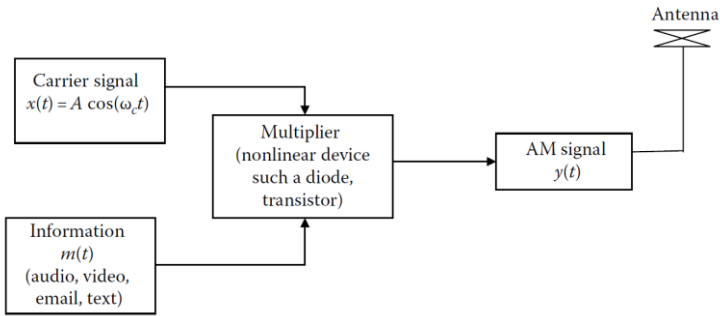 Antenna
Carrier signal
x(t) = A cos(ω_c t)
Multiplier
(nonlinear device
such a diode,
transistor)
AM signal
y(t)
Information
m(t)
(audio, video,
email, text)